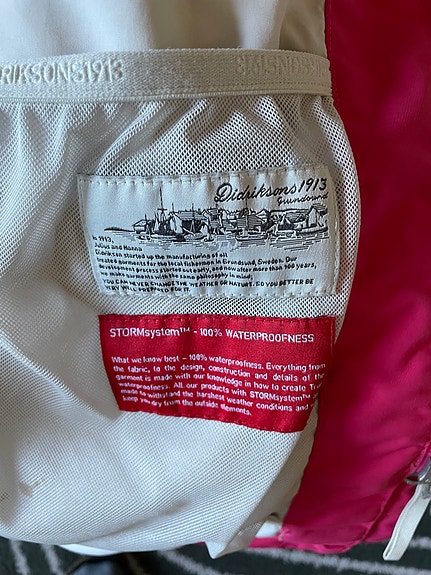 RIKSONS1913
Didriksons1913
Grundsund
In 1913,
Julius and Hanna
Didrikson started up the manufacturing of oil
treated garments for the local fishermen in Grundsund, Sweden. Our
development process started out early, and now after more than 100 years,
we make garments with the same philosophy in mind;
YOU CAN NEVER CHANGE THE WEATHER OR NATURE. SO YOU BETTER BE
VERY WELL PREPARED FOR IT.
STORMsystem™ - 100% WATERPROOFNESS
What we know best - 100% waterproofness. Everything from
the fabric, to the design, construction and details of the
garment is made with our knowledge in how to create
waterproofness. All our products with STORMsystem™
made to withstand the harshest weather conditions and
keep you dry from the outside elements.